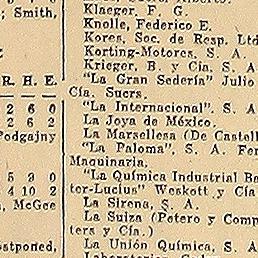 ; Smith,
R. H. E.
2 6 0
2 6 2
Podgajny
5 9 0
4 10 2
, McGee
ostponed,
Klaeger, F. G.
Knolle, Federico E.
Kores, Soc. de Resp. Ltd
Korting-Motores, S. A.
Krieger, B. y Cía. S. A.
"La Gran Sedería" Julio
Cía. Sucrs.
"La Internacional". S. A
La Joya de México.
La Marsellesa (De Castell
"La Paloma", S. A. Fer
Maquinaria.
"La Química Industrial Ba
ter-Lucius" Weskott y Cía
La Sirena, S. A.
La Suiza (Petero y Comp
ters y Cía.)
La Unión Química, S. A